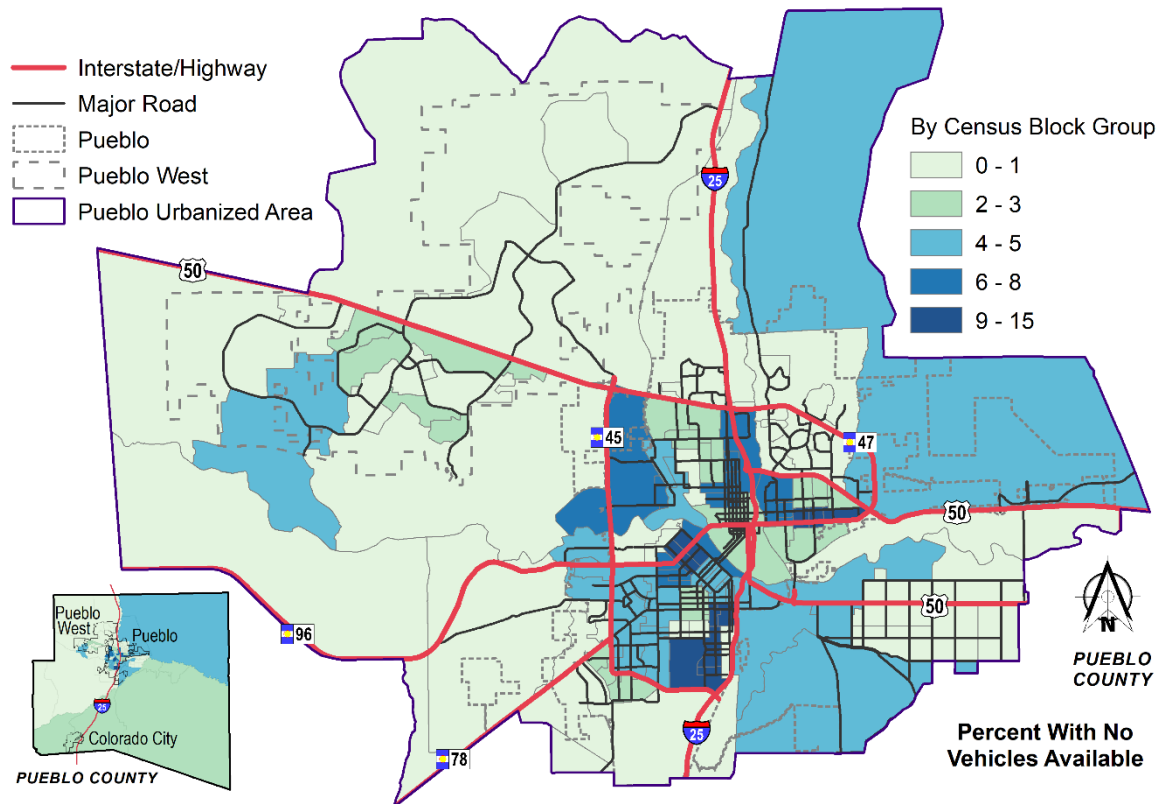 Interstate/Highway
Major Road
Pueblo
Pueblo West
Pueblo Urbanized Area
By Census Block Group
0 - 1
2 - 3
4 - 5
6 - 8
9 - 15
25
50
45
47
50
50
96
78
25
N
PUEBLO
COUNTY
Percent With No
Vehicles Available
Pueblo
West
Pueblo
25
Colorado City
PUEBLO COUNTY